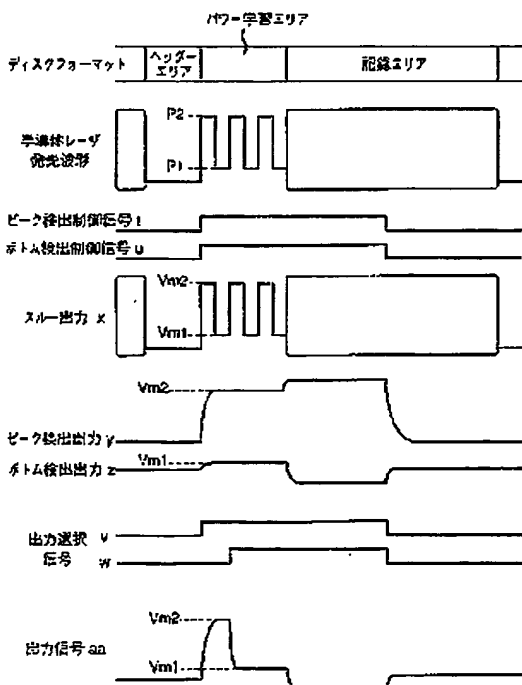 パワー学習エリア
ディスクフォーマット
ヘッダー
エリア
記録エリア
半導体レーザ
発光波形
P2
P1
ピーク検出制御信号 t
ボトム検出制御信号 u
スルー出力 x
Vm2
Vm1
Vm2
ピーク検出出力 y
Vm1
ボトム検出出力 z
出力選択 v
信号 w
Vm2
出力信号 aa
Vm1